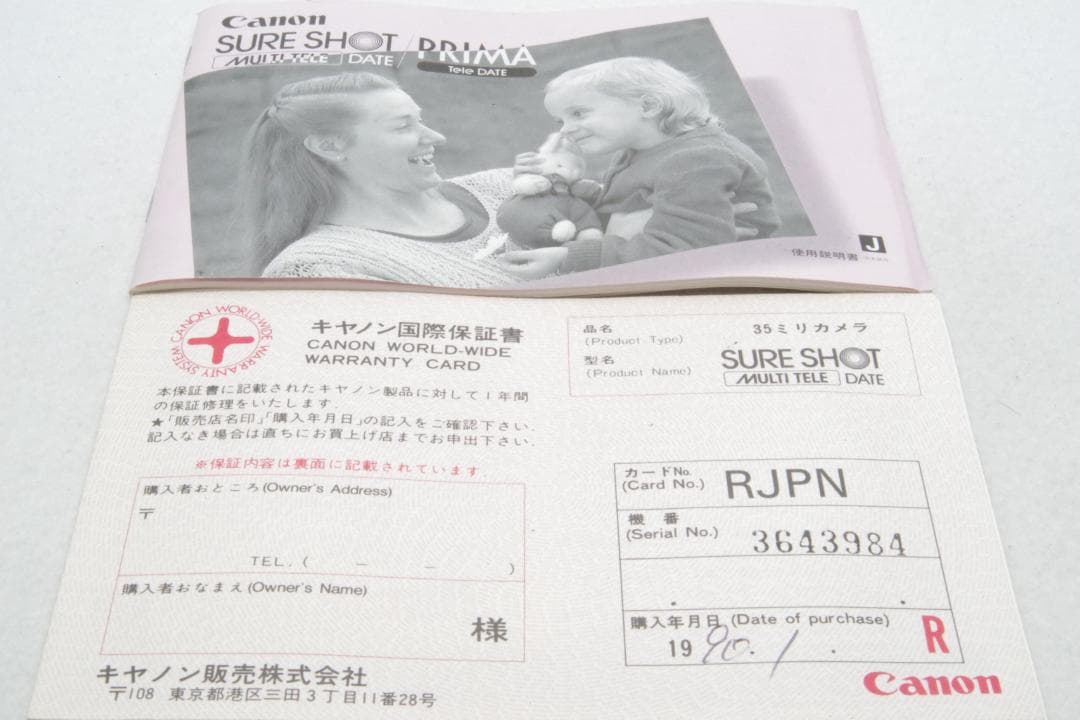 Canon
SURE SHOT / PRIMA
MULTI TELE DATE Tele DATE
使用説明書 J
CANON WORLD-WIDE WARRANTY SYSTEM
キヤノン国際保証書
CANON WORLD-WIDE
WARRANTY CARD
本保証書に記載されたキヤノン製品に対して1年間
の保証修理をいたします
★「販売店名印」「購入年月日」の記入をご確認下さい.
記入なき場合は直ちにお買上げ店までお申出下さい.
※保証内容は裏面に記載されています.
購入者おところ(Owner's Address)
〒
TEL. ( – – )
購入者おなまえ(Owner's Name)
様
キヤノン販売株式会社
〒108 東京都港区三田3丁目11番28号
品名 35ミリカメラ
(Product Type)
型名
(Product Name)
SURE SHOT
MULTI TELE DATE
カードNo. RJPN
(Card No.)
機 番
(Serial No.) 3643984
. .
購入年月日 (Date of purchase)
19 90. 1 .
R
Canon